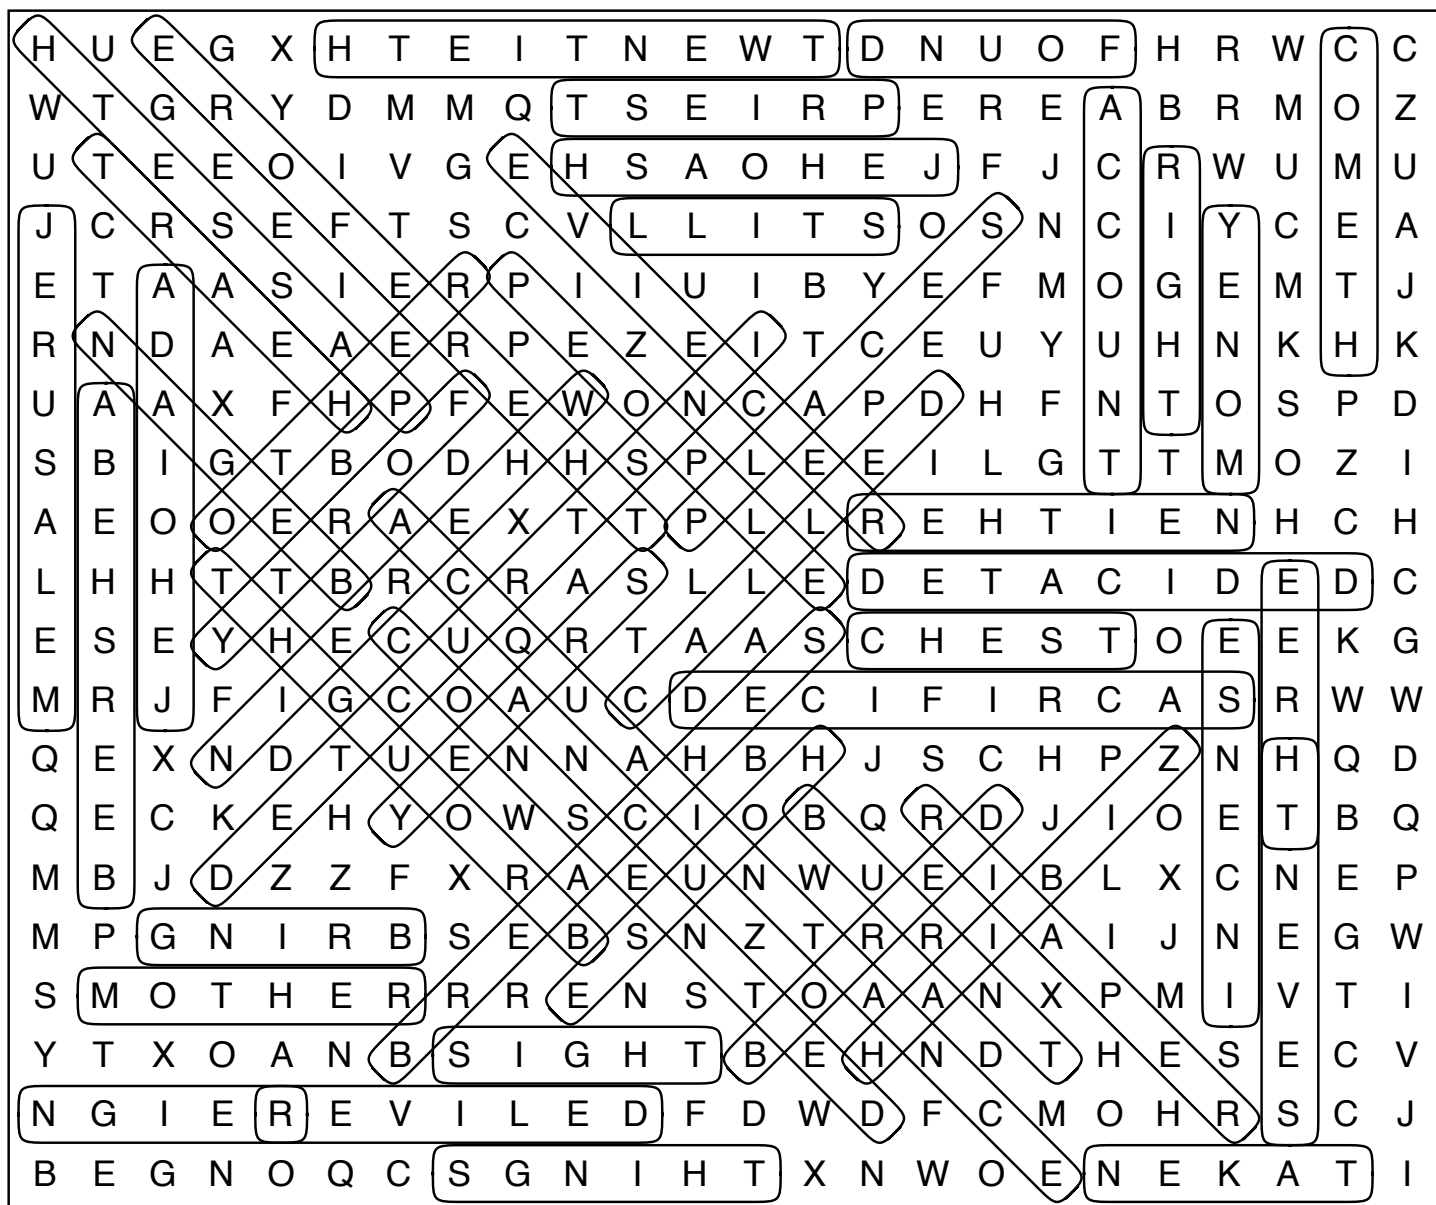 H U E G X H T E I T N E W T D N U O F H R W C C
W T G R Y D M M Q T S E I R P E R E A B R M O Z
U T E E O I V G E H S A O H E J F J C R W U M U
J C R S E F T S C V L L I T S O S N C I Y C E A
E T A A S I E R P I I U I B Y E F M O G E M T J
R N D A E A E R P E Z E I T C E U Y U H N K H K
U A A X F H P F E W O N C A P D H F N T O S P D
S B I G T B O D H H S P L E E I L G T T M O Z I
A E O O E R A E X T T P L L R E H T I E N H C H
L H H T T B R C R A S L L E D E T A C I D E D C
E S E Y H E C U Q R T A A S C H E S T O E E K G
M R J F I G C O A U C D E C I F I R C A S R W W
Q E X N D T U E N N A H B H J S C H P Z N H Q D
Q E C K E H Y O W S C I O B Q R D J I O E T B Q
M B J D Z Z F X R A E U N W U E I B L X C N E P
M P G N I R B S E B S N Z T R R I A I J N E G W
S M O T H E R R R E N S T O A A N X P M I V T I
Y T X O A N B S I G H T B E H N D T H E S E C V
N G I E R E V I L E D F D W D F C M O H R S C J
B E G N O Q C S G N I H T X N W O E N E K A T I